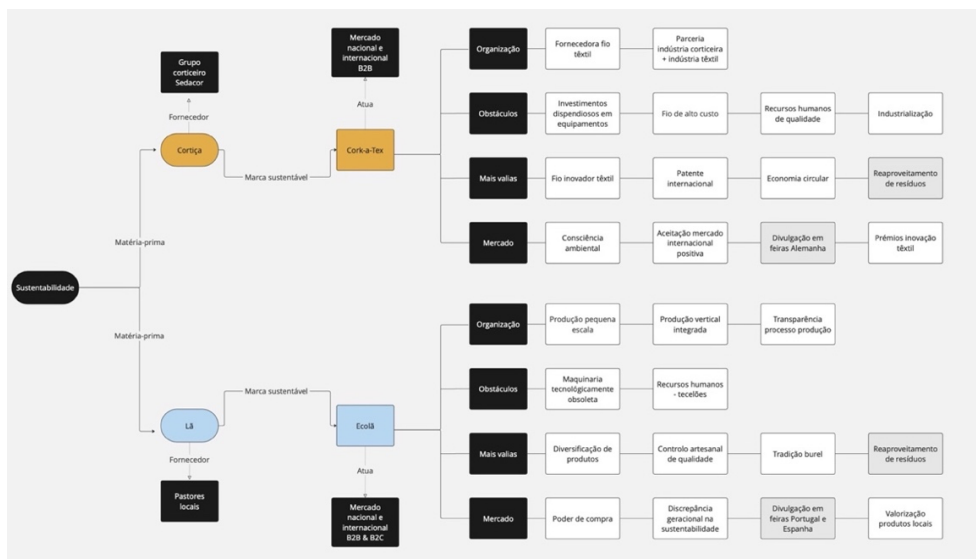 Mercado
nacional e
internacional
B2B
Grupo
corticeiro
Sedacor
Atua
Fornecedor
Cortiça
Marca sustentável
Cork-a-Tex
Organização
Fornecedora fio
têxtil
Parceria
indústria corticeira
+ indústria têxtil
Obstáculos
Investimentos
dispendiosos em
equipamentos
Fio de alto custo
Recursos humanos
de qualidade
Industrialização
Mais valias
Fio inovador têxtil
Patente
internacional
Economia circular
Reaproveitamento
de resíduos
Mercado
Consciência
ambiental
Aceitação mercado
internacional
positiva
Divulgação em
feiras Alemanha
Prémios inovação
têxtil
Matéria-prima
Sustentabilidade
Matéria-prima
Lã
Marca sustentável
Ecolã
Fornecedor
Pastores
locais
Atua
Mercado
nacional e
internacional
B2B & B2C
Organização
Produção pequena
escala
Produção vertical
integrada
Transparência
processo produção
Obstáculos
Maquinaria
tecnológicamente
obsoleta
Recursos humanos
- tecelões
Mais valias
Diversificação de
produtos
Controlo artesanal
de qualidade
Tradição burel
Reaproveitamento
de resíduos
Mercado
Poder de compra
Discrepância
geracional na
sustentabilidade
Divulgação em
feiras Portugal e
Espanha
Valorização
produtos locais